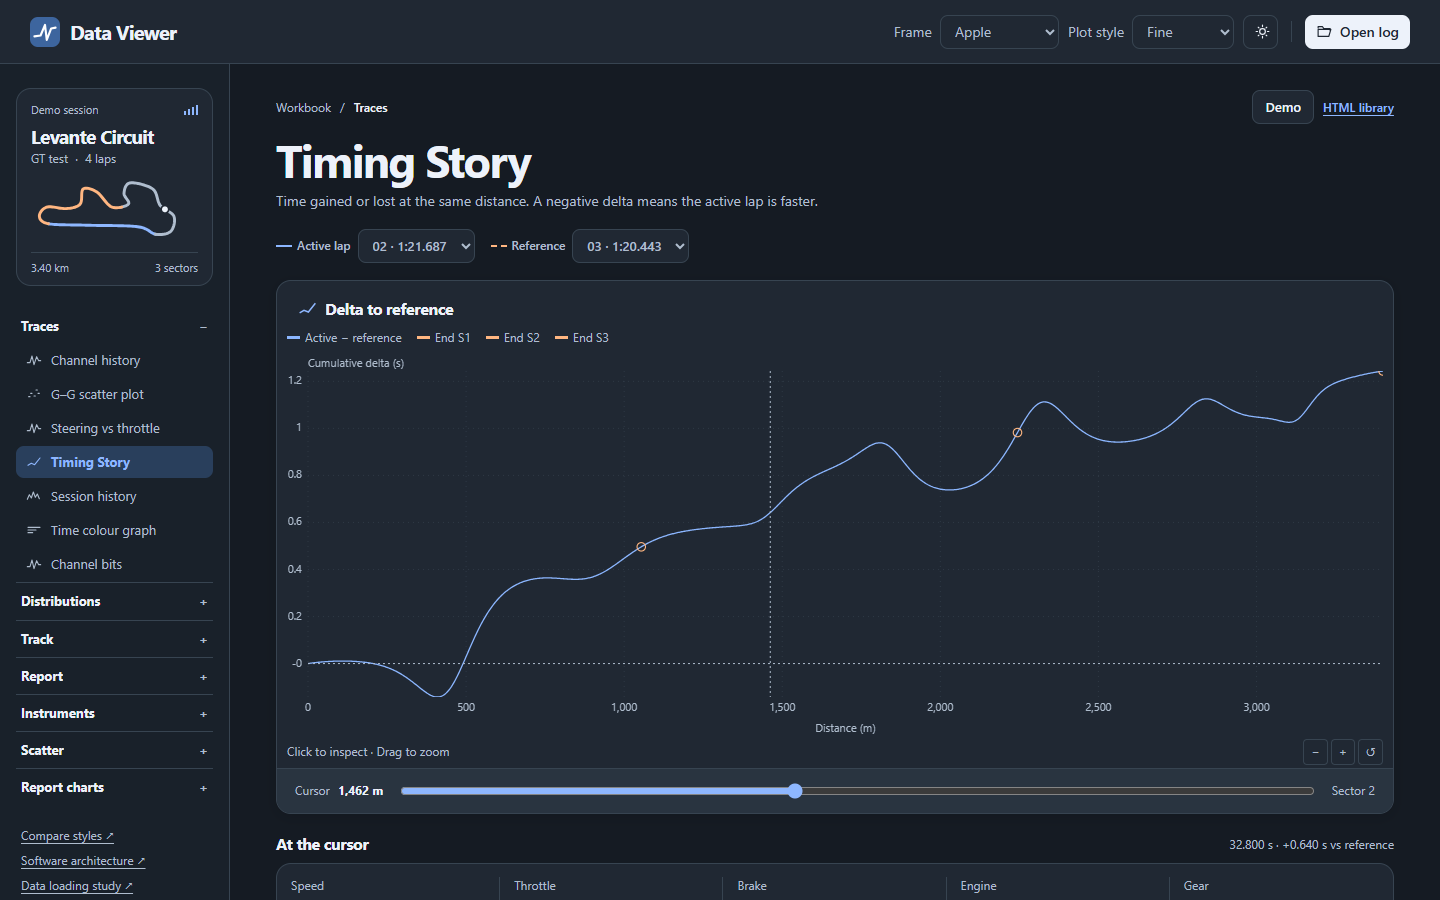 Data Viewer
Frame Apple Plot style Fine Open log
Demo session
Levante Circuit
GT test · 4 laps
3.40 km 3 sectors
Traces −
Channel history
G–G scatter plot
Steering vs throttle
Timing Story
Session history
Time colour graph
Channel bits
Distributions +
Track +
Report +
Instruments +
Scatter +
Report charts +
Compare styles ↗
Software architecture ↗
Data loading study ↗
Workbook / Traces
Demo HTML library
Timing Story
Time gained or lost at the same distance. A negative delta means the active lap is faster.
Active lap 02 · 1:21.687 Reference 03 · 1:20.443
Delta to reference
Active − reference End S1 End S2 End S3
Cumulative delta (s)
1.2
1
0.8
0.6
0.4
0.2
-0
0 500 1,000 1,500 2,000 2,500 3,000
Distance (m)
Click to inspect · Drag to zoom − + ↺
Cursor 1,462 m Sector 2
At the cursor 32.800 s · +0.640 s vs reference
Speed Throttle Brake Engine Gear